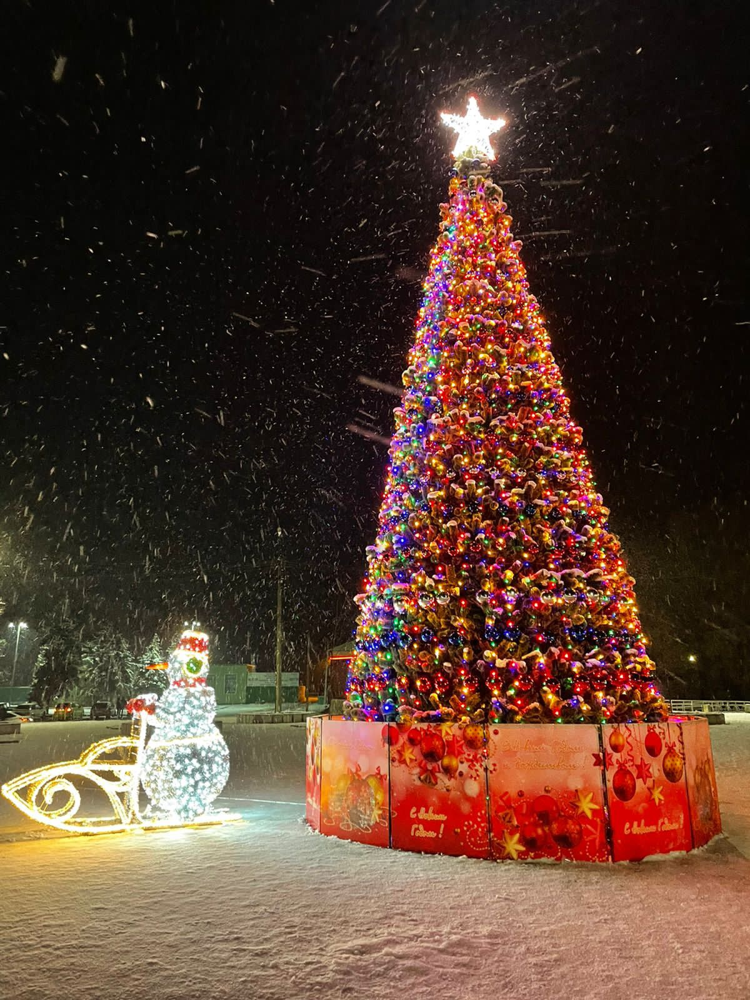 С Новым
Годом!
С Новым Годом
и Рождеством!
С Новым Годом!